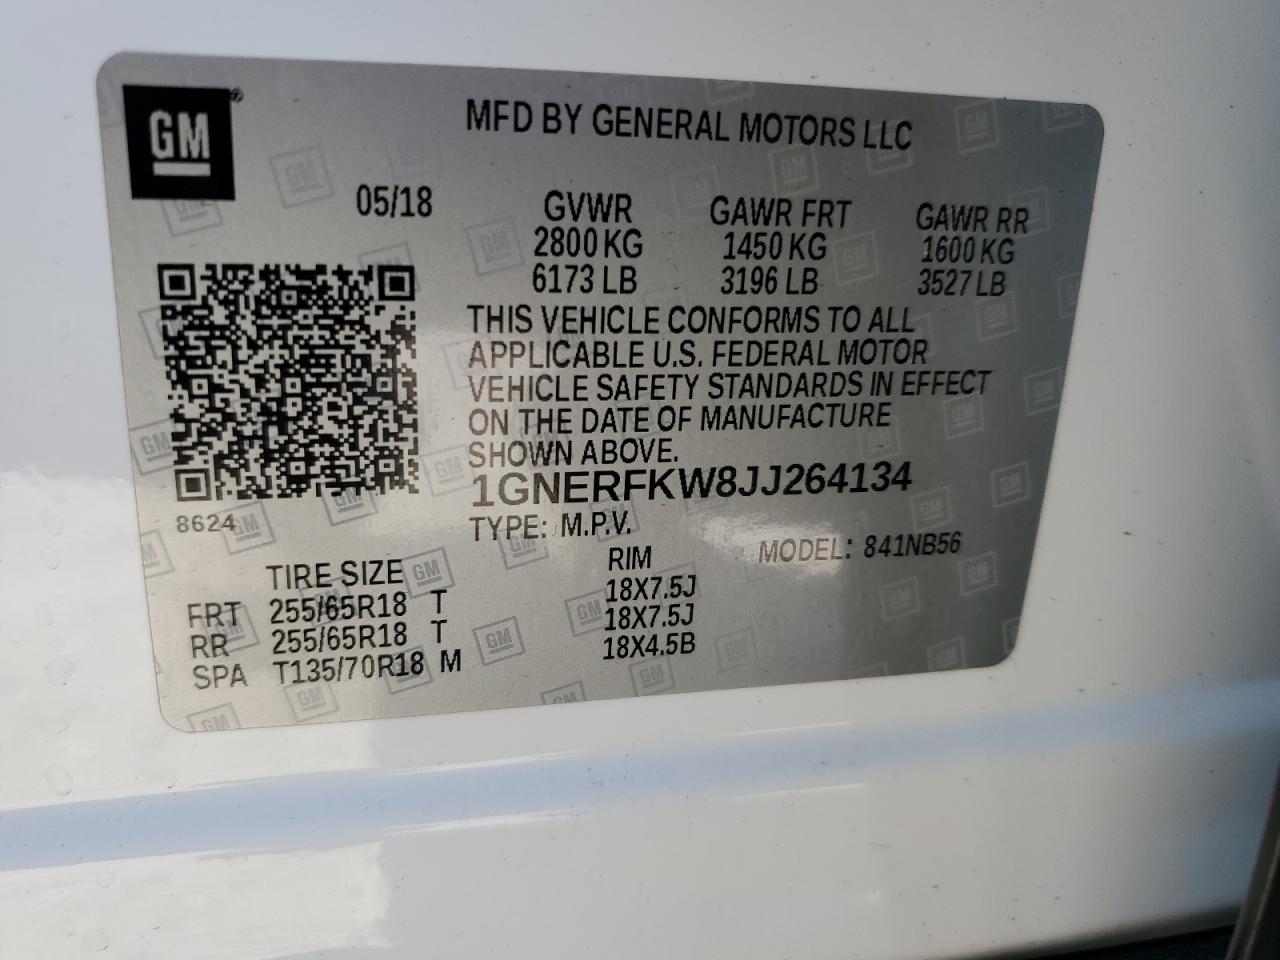 GM®
MFD BY GENERAL MOTORS LLC
05/18 GVWR GAWR FRT GAWR RR
2800 KG 1450 KG 1600 KG
6173 LB 3196 LB 3527 LB
THIS VEHICLE CONFORMS TO ALL
APPLICABLE U.S. FEDERAL MOTOR
VEHICLE SAFETY STANDARDS IN EFFECT
ON THE DATE OF MANUFACTURE
SHOWN ABOVE.
1GNERFKW8JJ264134
8624
TYPE: M.P.V. MODEL: 841NB56
TIRE SIZE RIM
FRT 255/65R18 T 18X7.5J
RR 255/65R18 T 18X7.5J
SPA T135/70R18 M 18X4.5B